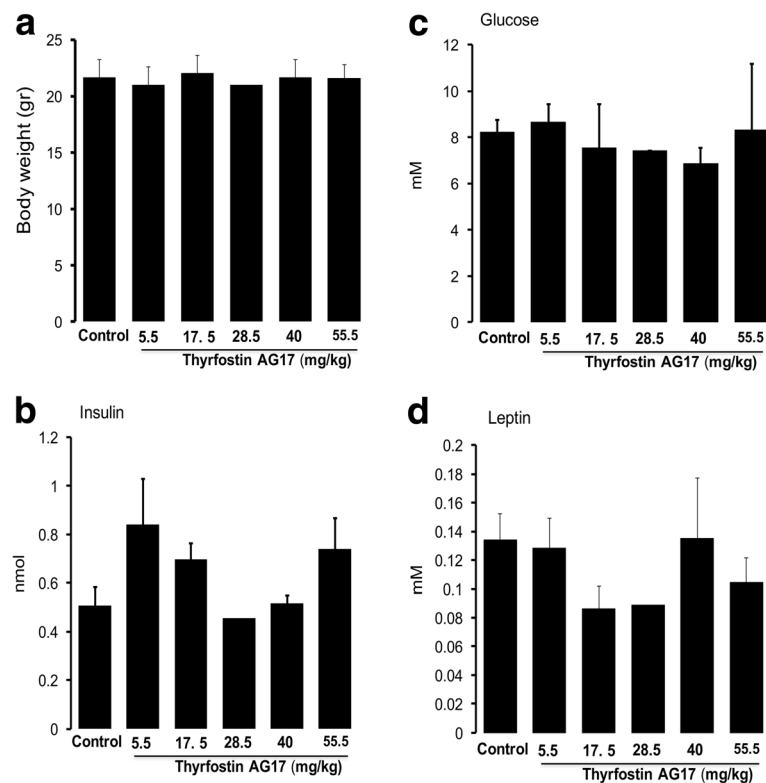 a
Body weight (gr)
25
20
15
10
5
0
Control 5.5 17. 5 28.5 40 55.5
Thyrfostin AG17 (mg/kg)
c Glucose
mM
12
10
8
6
4
2
0
Control 5.5 17. 5 28.5 40 55.5
Thyrfostin AG17 (mg/kg)
b Insulin
nmol
1.2
1
0.8
0.6
0.4
0.2
0
Control 5.5 17. 5 28.5 40 55.5
Thyrfostin AG17 (mg/kg)
d Leptin
mM
0.2
0.18
0.16
0.14
0.12
0.1
0.08
0.06
0.04
0.02
0
Control 5.5 17. 5 28.5 40 55.5
Thyrfostin AG17 (mg/kg)